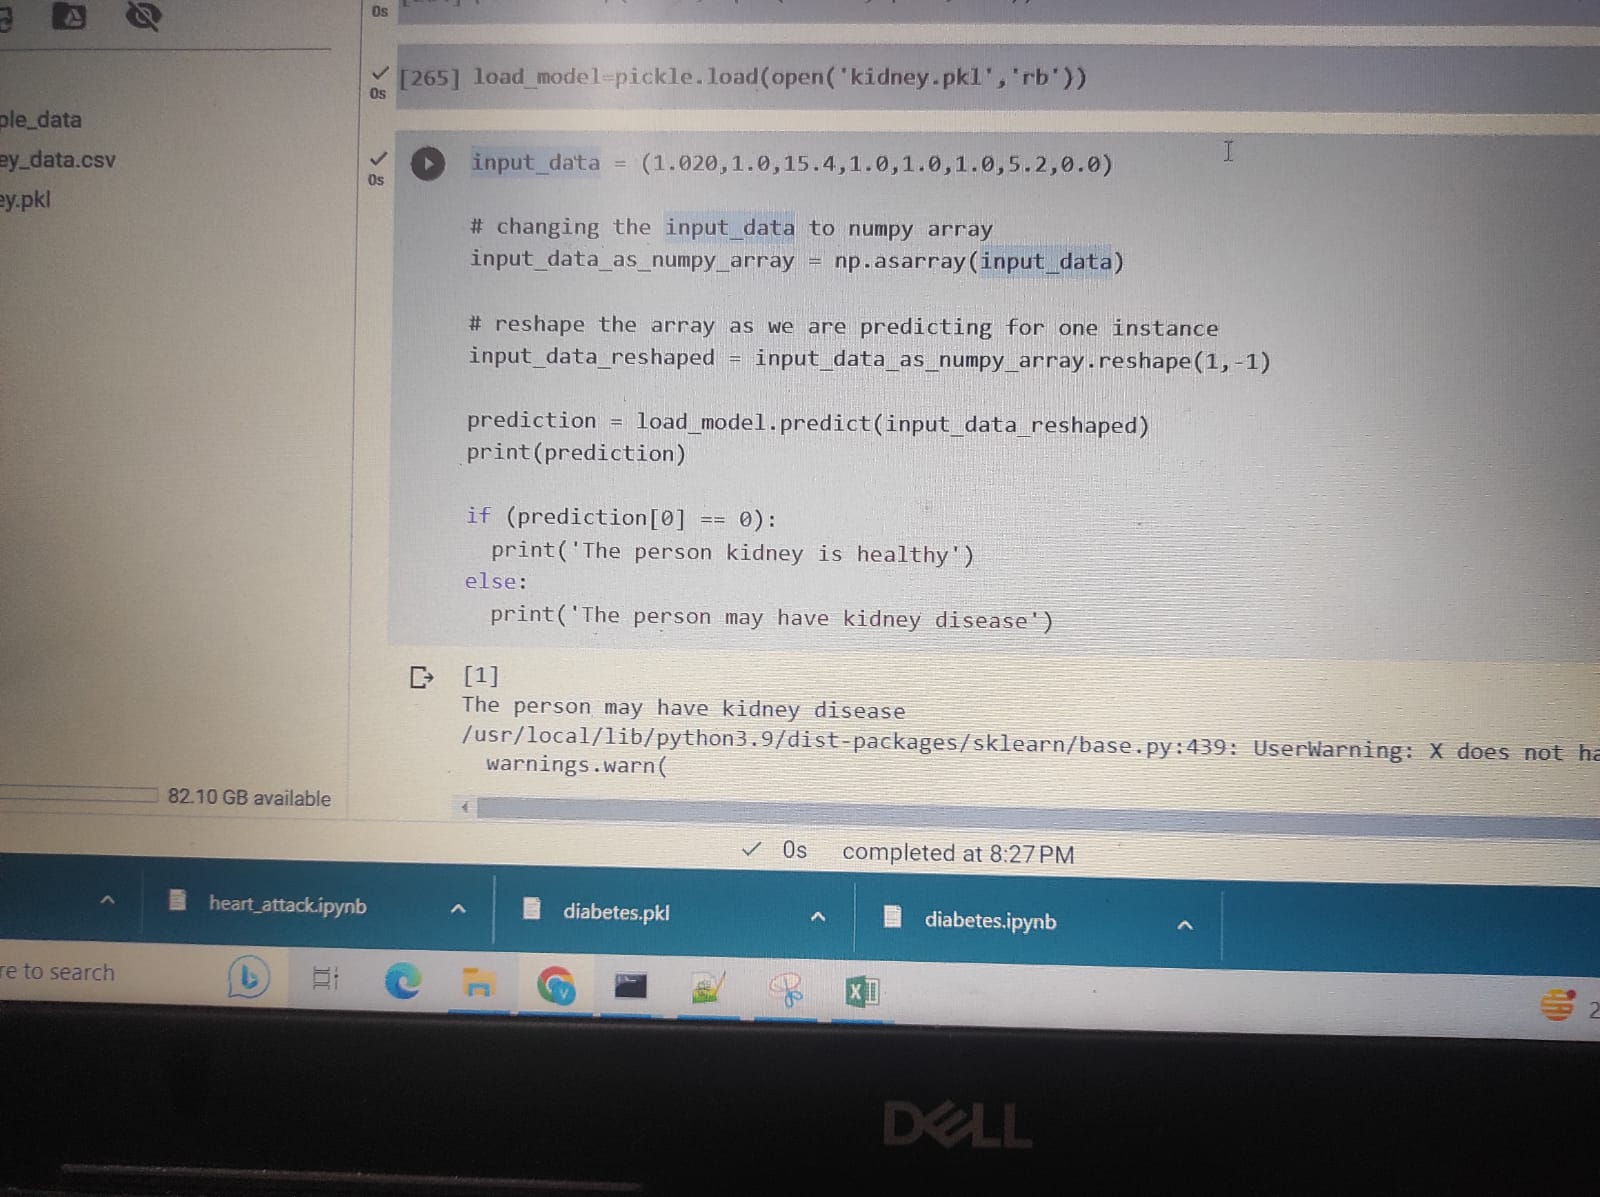 0s
[265] load_model=pickle.load(open('kidney.pkl','rb'))
0s
ple_data
ey_data.csv
ey.pkl
0s
input_data = (1.020,1.0,15.4,1.0,1.0,1.0,5.2,0.0)
# changing the input_data to numpy array
input_data_as_numpy_array = np.asarray(input_data)
# reshape the array as we are predicting for one instance
input_data_reshaped = input_data_as_numpy_array.reshape(1,-1)
prediction = load_model.predict(input_data_reshaped)
print(prediction)
if (prediction[0] == 0):
print('The person kidney is healthy')
else:
print('The person may have kidney disease')
[1]
The person may have kidney disease
/usr/local/lib/python3.9/dist-packages/sklearn/base.py:439: UserWarning: X does not ha
warnings.warn(
82.10 GB available
0s completed at 8:27 PM
heart_attack.ipynb
diabetes.pkl
diabetes.ipynb
re to search
2
DELL